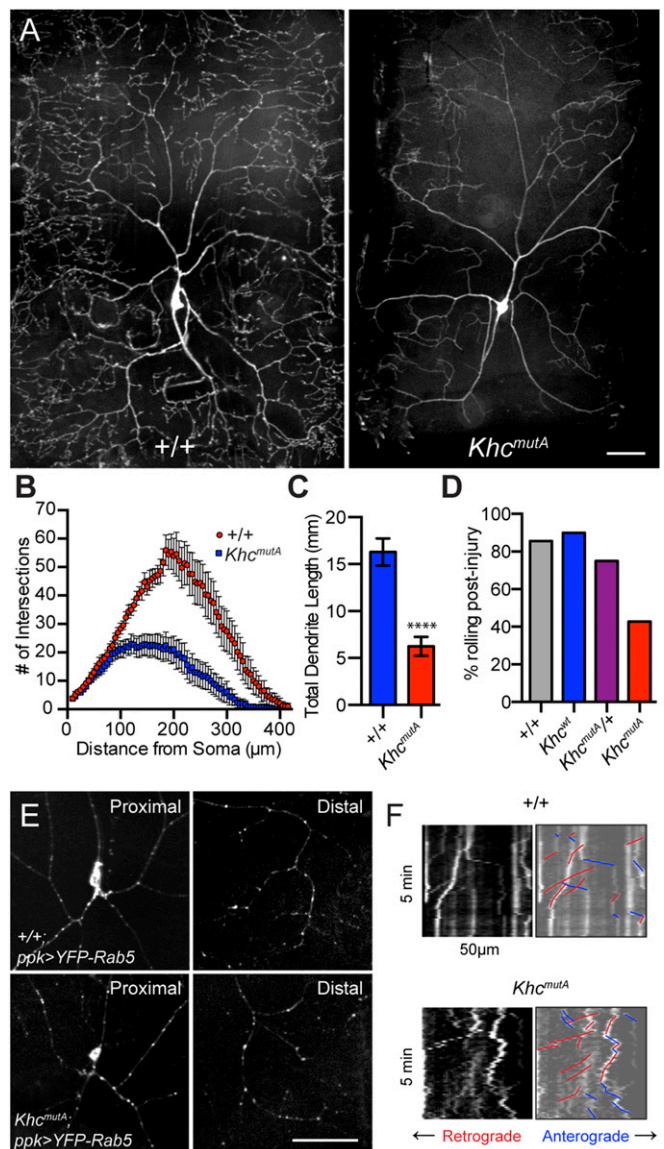 A
+/+
Khc^mutA
B
# of Intersections
70
60
50
40
30
20
10
0
0 100 200 300 400
Distance from Soma (µm)
+/+
Khc^mutA
C
Total Dendrite Length (mm)
20
15
10
5
0
****
+/+
Khc^mutA
D
% rolling post-injury
100
80
60
40
20
0
+/+
Khc^wt
Khc^mutA/+
Khc^mutA
E
Proximal
Distal
+/+;
ppk>YFP-Rab5
Proximal
Distal
Khc^mutA;
ppk>YFP-Rab5
F
+/+
5 min
50µm
Khc^mutA
5 min
← Retrograde Anterograde →